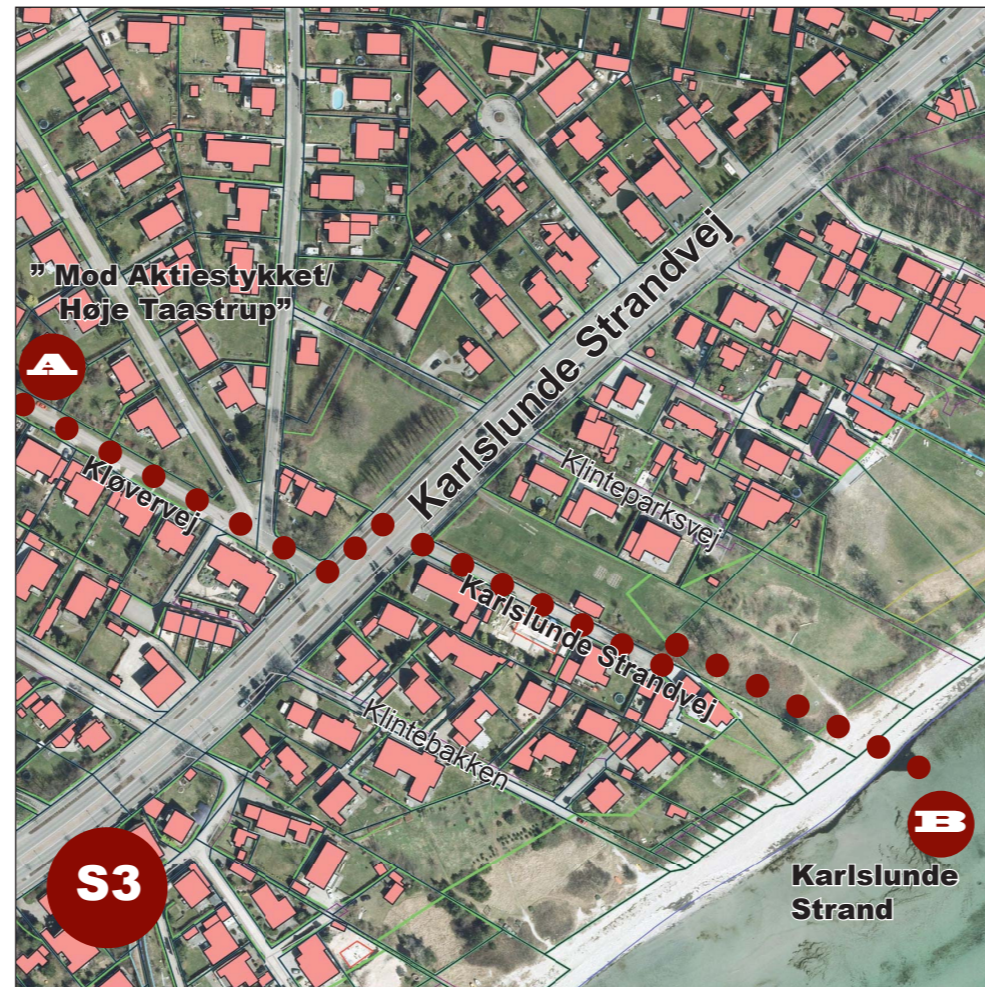 ” Mod Aktiestykket/
Høje Taastrup”
A
Kløvervej
Karlslunde Strandvej
Klinteparksvej
Karlslunde Strandvej
Klintebakken
S3
B
Karlslunde
Strand